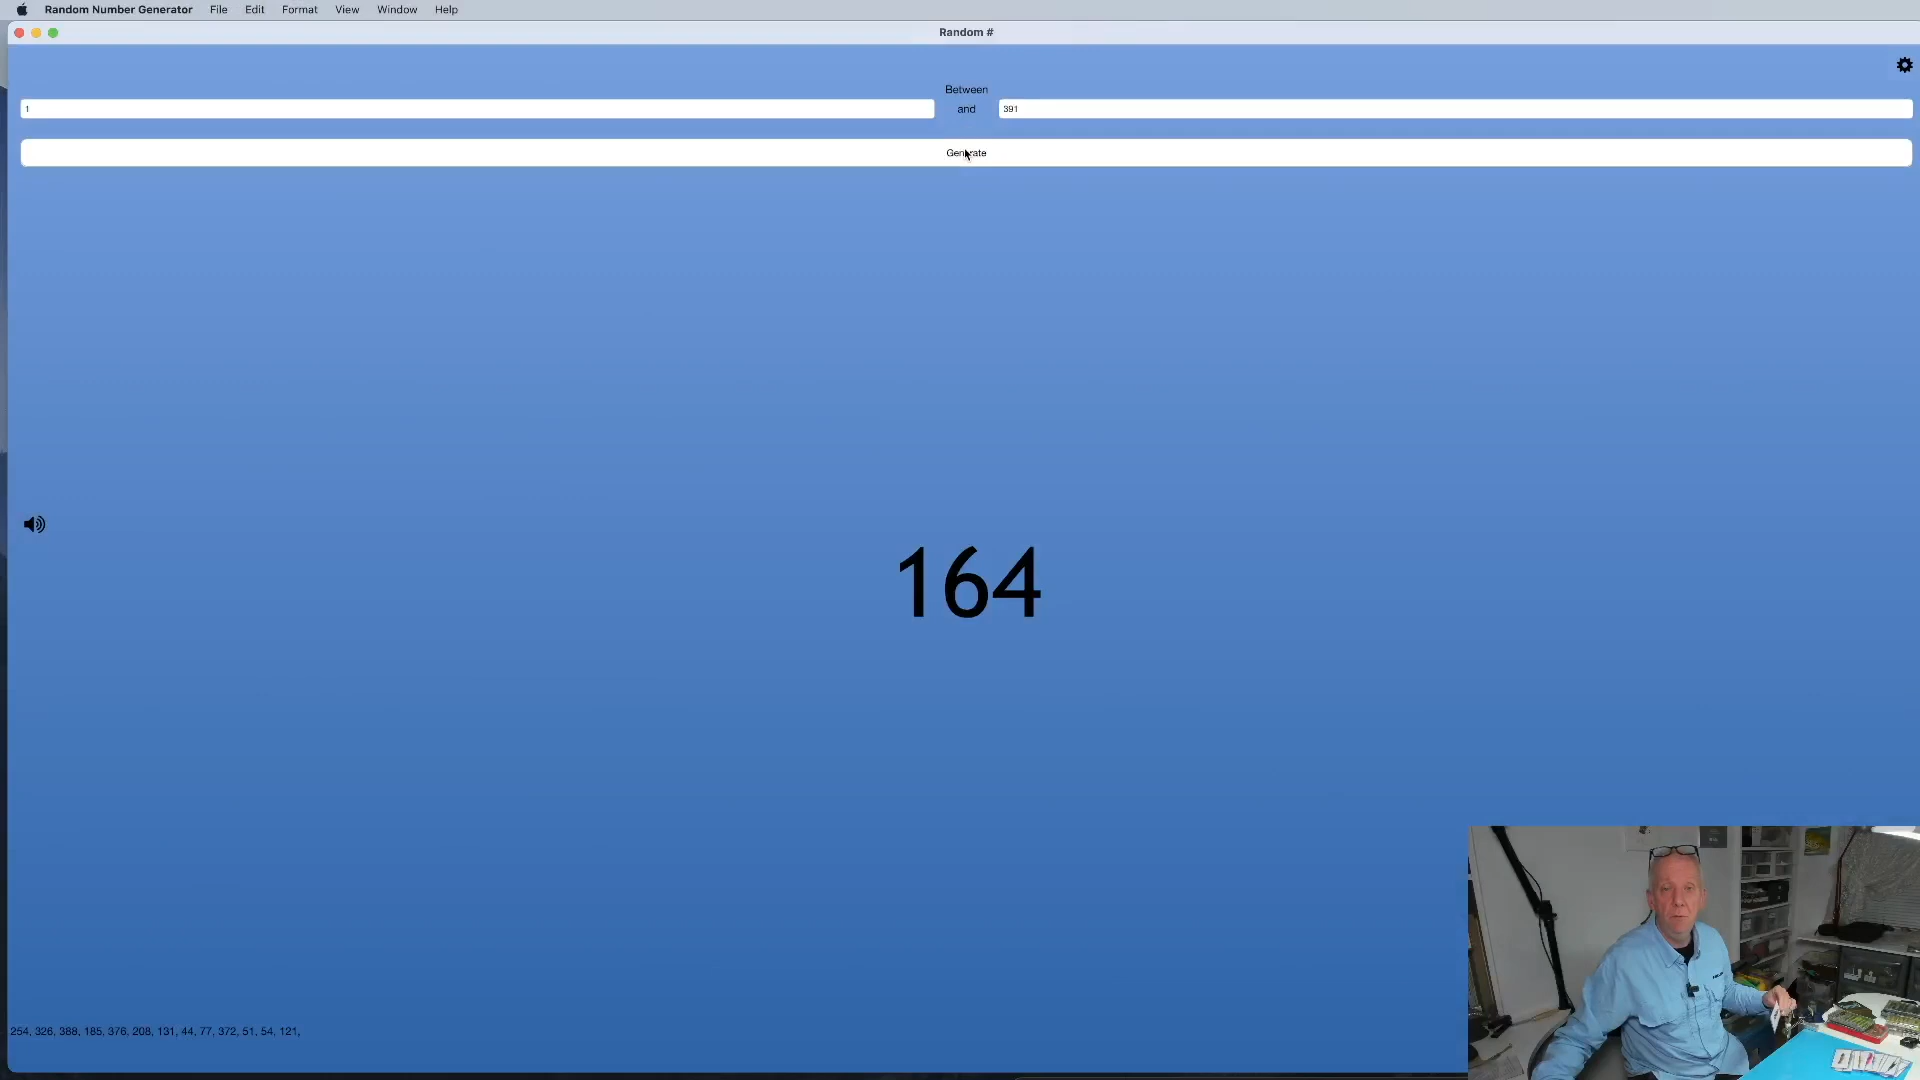 Random Number Generator File Edit Format View Window Help
Random #
Between
1 and 391
Generate
164
254, 326, 388, 185, 376, 208, 131, 44, 77, 372, 51, 54, 121,